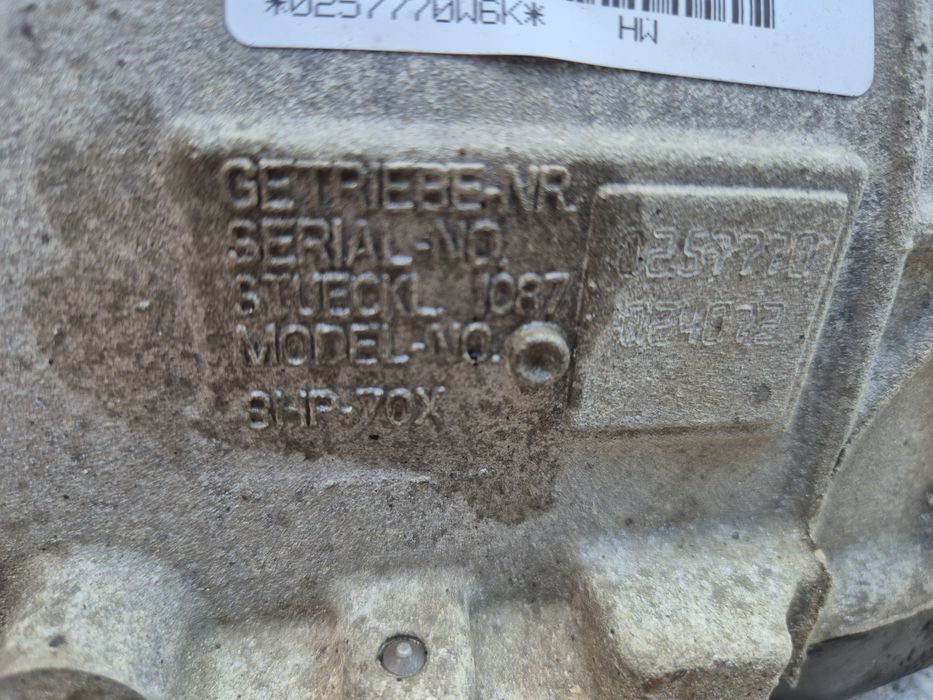 *0257770W6K*
HW
GETRIEBE-NR.
SERIAL-NO.
0257770
STUECKL. 1087
MODEL-NO.
024072
8HP-70X